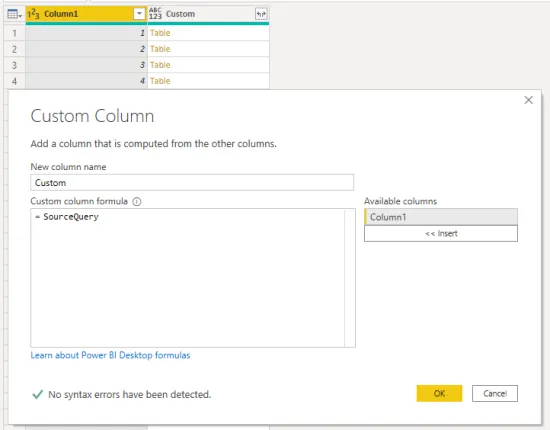 1²3 Column1 ABC 123 Custom
1 1 Table
2 2 Table
3 3 Table
4 4 Table
Custom Column
Add a column that is computed from the other columns.
New column name
Custom
Custom column formula Available columns
= SourceQuery
Column1
<< Insert
Learn about Power BI Desktop formulas
No syntax errors have been detected.
OK Cancel